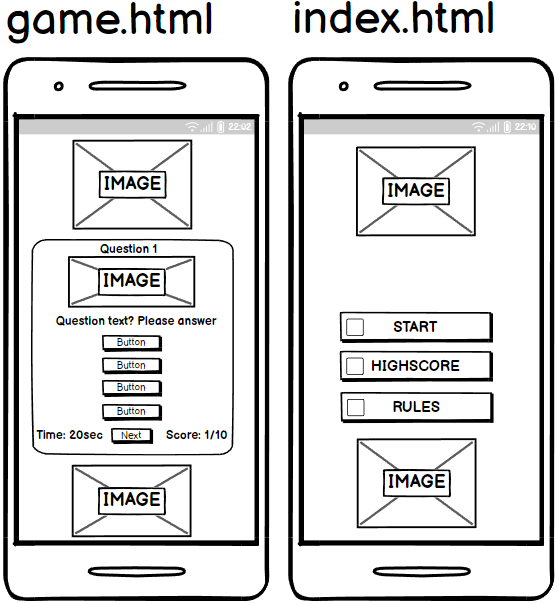 game.html
22:02
IMAGE
Question 1
IMAGE
Question text? Please answer
Button
Button
Button
Button
Time: 20sec
Next
Score: 1/10
IMAGE
index.html
22:10
IMAGE
START
HIGHSCORE
RULES
IMAGE